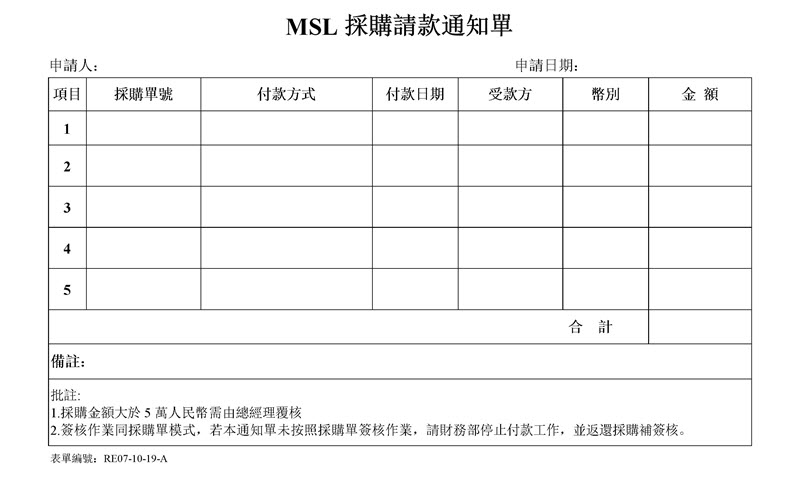 MSL 採購請款通知單
申請人： 申請日期：
項目 採購單號 付款方式 付款日期 受款方 幣別 金 額
1
2
3
4
5
合 計
備註：
批註:
1.採購金額大於 5 萬人民幣需由總經理覆核
2.簽核作業同採購單模式，若本通知單未按照採購單簽核作業，請財務部停止付款工作，並返還採購補簽核。
表單編號：RE07-10-19-A